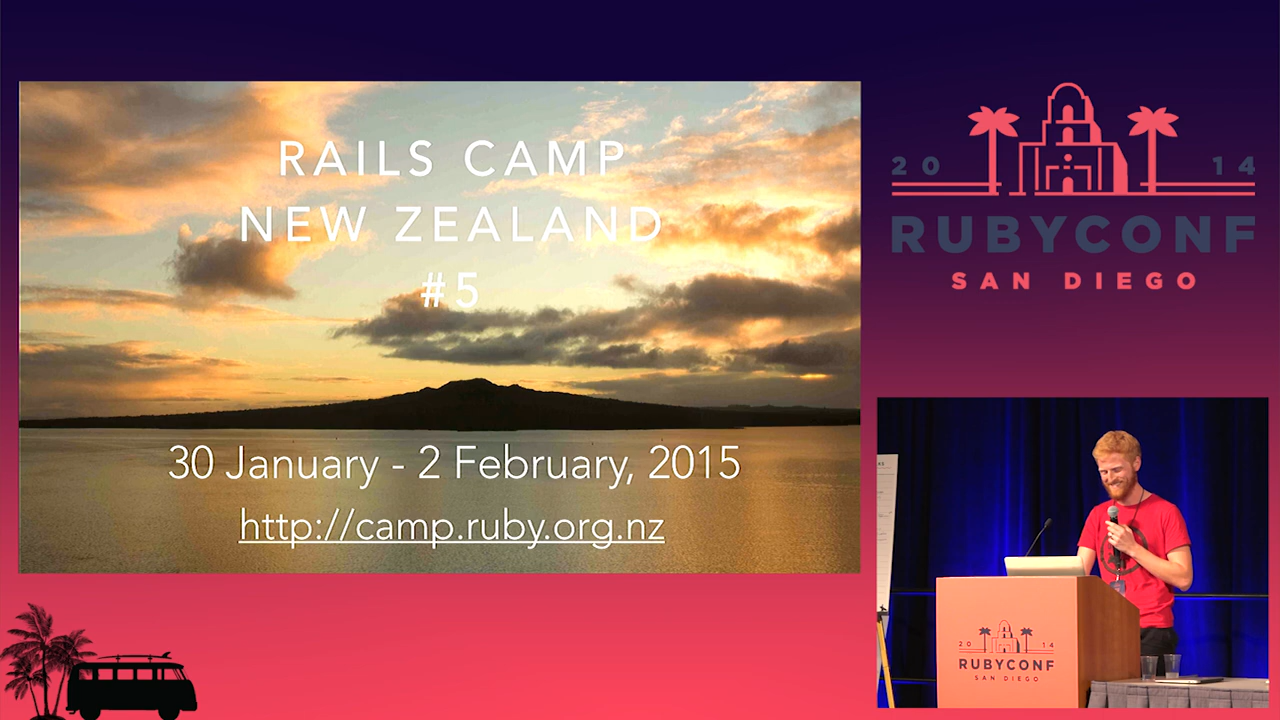 RAILS CAMP
NEW ZEALAND
#5
30 January - 2 February, 2015
http://camp.ruby.org.nz
20 14
RUBYCONF
SAN DIEGO
20 14
RUBYCONF
SAN DIEGO